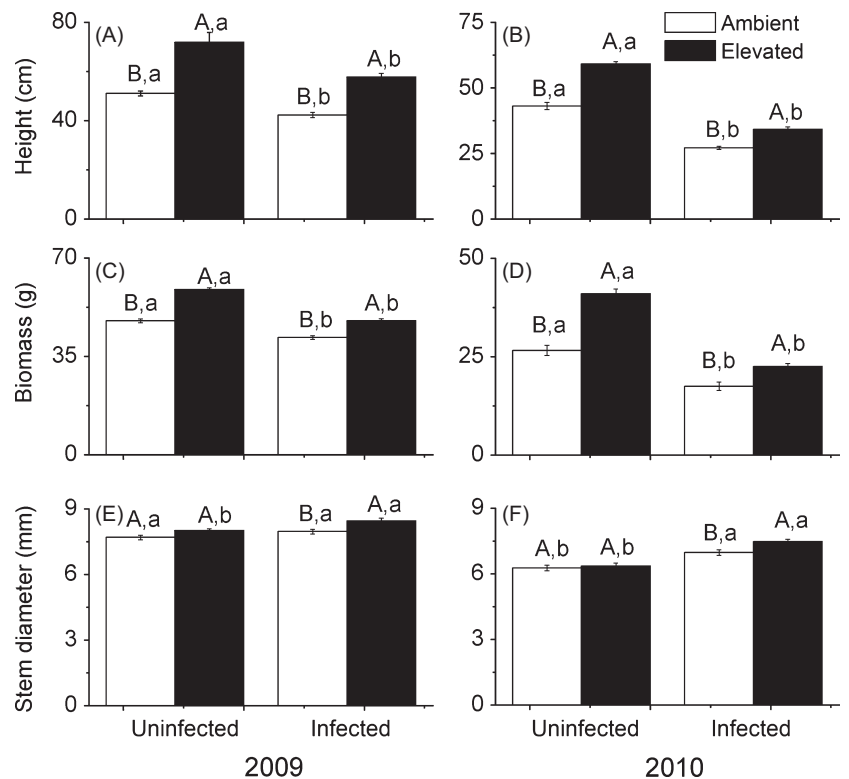 (A)
80
40
0
Height (cm)
B,a
A,a
B,b
A,b
(B)
75
50
25
0
B,a
A,a
B,b
A,b
Ambient
Elevated
(C)
70
35
0
Biomass (g)
B,a
A,a
B,b
A,b
(D)
50
25
0
B,a
A,a
B,b
A,b
(E)
9
6
3
0
Stem diameter (mm)
A,a
A,b
B,a
A,a
(F)
9
6
3
0
A,b
A,b
B,a
A,a
Uninfected
Infected
2009
Uninfected
Infected
2010